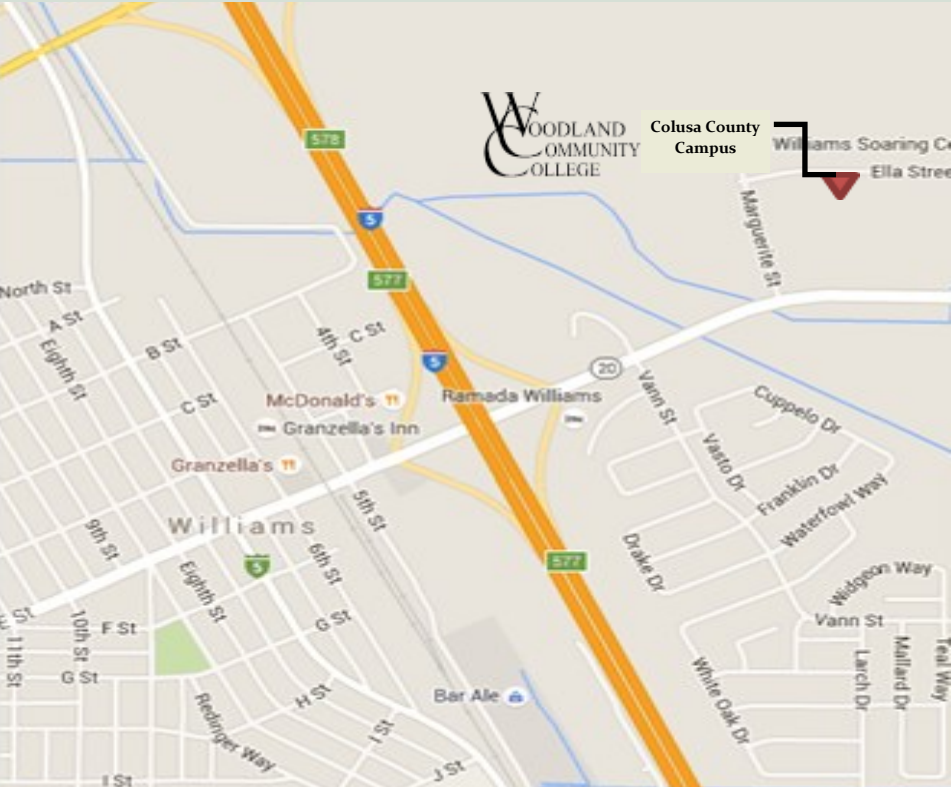 WOODLAND
COMMUNITY
COLLEGE
Colusa County
Campus
578
Williams Soaring Ce
Ella Stree
Marguerite St
5
577
North St
A St
Eighth St
B St
4th St
C St
5
20
McDonald's
Ramada Williams
Vann St
Cuppelo Dr
C St
Granzella's Inn
Granzella's
Vasto Dr
Franklin Dr
Waterfowl Way
Williams
5th St
9th St
6th St
5
577
Drake Dr
Eighth St
Widgeon Way
St
10th St
F St
G St
Vann St
11th St
G St
Larch Dr
Mallard Dr
Teal Way
White Oak Dr
Redinger Way
H St
Bar Ale
I St
J St
I St